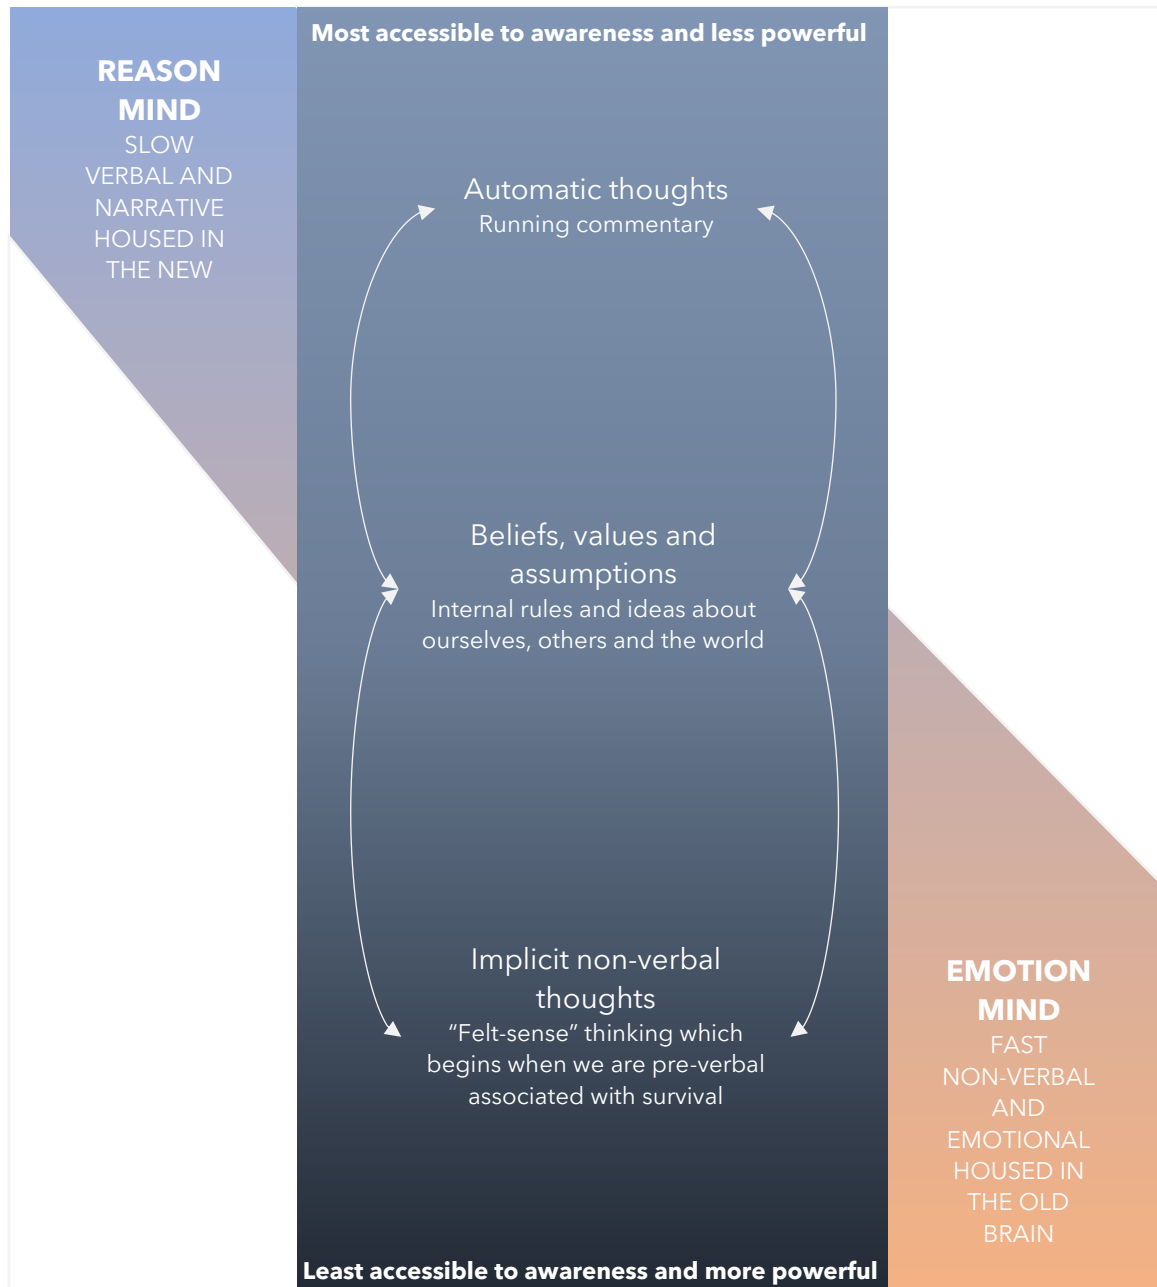 Most accessible to awareness and less powerful
REASON
MIND
SLOW
VERBAL AND
NARRATIVE
HOUSED IN
THE NEW
Automatic thoughts
Running commentary
Beliefs, values and
assumptions
Internal rules and ideas about
ourselves, others and the world
Implicit non-verbal
thoughts
“Felt-sense” thinking which
begins when we are pre-verbal
associated with survival
EMOTION
MIND
FAST
NON-VERBAL
AND
EMOTIONAL
HOUSED IN
THE OLD
BRAIN
Least accessible to awareness and more powerful